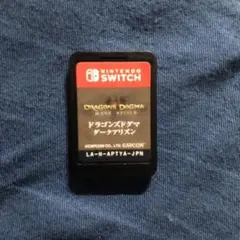 NINTENDO
SWITCH
DRAGON'S DOGMA
DARK ARISEN
ドラゴンズドグマ
ダークアリズン
©CAPCOM CO., LTD. CAPCOM
LA-H-APTYA-JPN